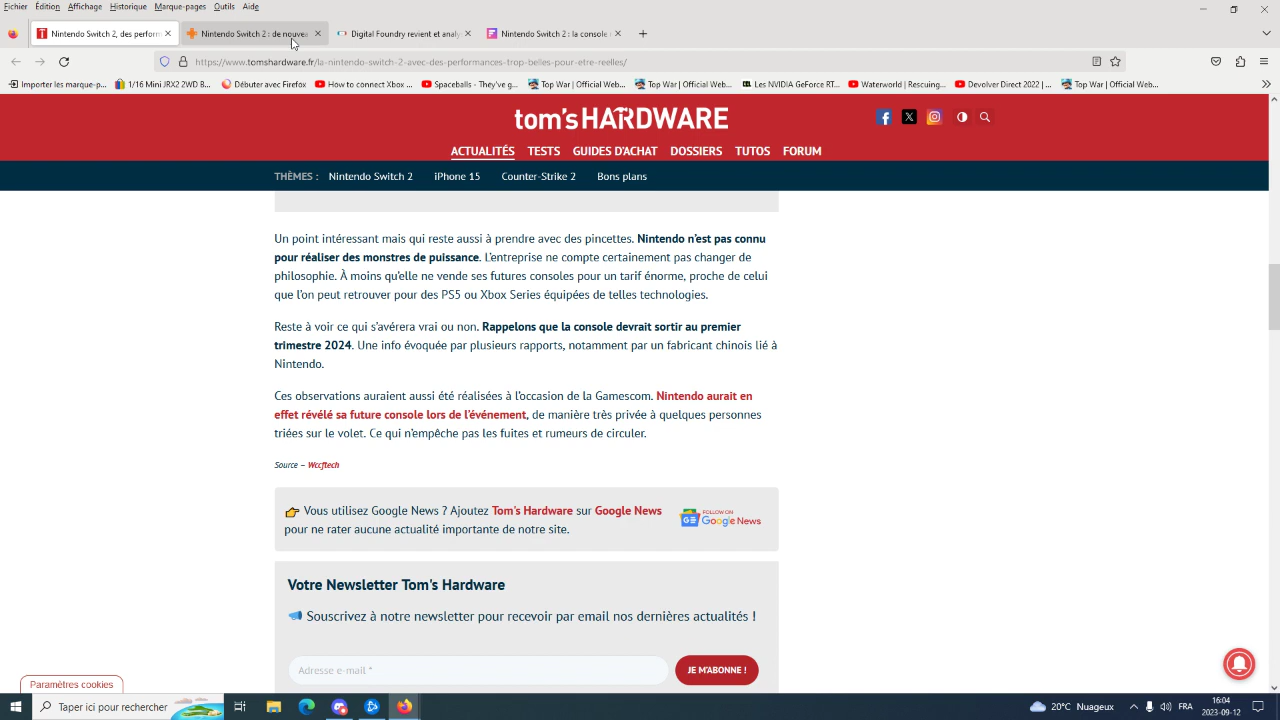 Fichier Édition Affichage Historique Marque-pages Outils Aide
Nintendo Switch 2, des perform
Nintendo Switch 2 : de nouvea
Digital Foundry revient et analy
Nintendo Switch 2 : la console
https://www.tomshardware.fr/la-nintendo-switch-2-avec-des-performances-trop-belles-pour-etre-reelles/
Importer les marque-p... 1/16 Mini JRX2 2WD B... Débuter avec Firefox How to connect How to... Spaceballs - They've g... Top War | Official Web... Top War | Official Web... Les NVIDIA GeForce RT... Waterworld | Rescuing... Devolver Direct 2022 |... Top War | Official Web...
tom's HARDWARE
ACTUALITÉS TESTS GUIDES D'ACHAT DOSSIERS TUTOS FORUM
THÈMES : Nintendo Switch 2 iPhone 15 Counter-Strike 2 Bons plans
Un point intéressant mais qui reste aussi à prendre avec des pincettes. Nintendo n'est pas connu
pour réaliser des monstres de puissance. L'entreprise ne compte certainement pas changer de
philosophie. À moins qu'elle ne vende ses futures consoles pour un tarif énorme, proche de celui
que l'on peut retrouver pour des PS5 ou Xbox Series équipées de telles technologies.
Reste à voir ce qui s'avérera vrai ou non. Rappelons que la console devrait sortir au premier
trimestre 2024. Une info évoquée par plusieurs rapports, notamment par un fabricant chinois lié à
Nintendo.
Ces observations auraient aussi été réalisées à l'occasion de la Gamescom. Nintendo aurait en
effet révélé sa future console lors de l'événement, de manière très privée à quelques personnes
triées sur le volet. Ce qui n'empêche pas les fuites et rumeurs de circuler.
Source – Wccftech
Vous utilisez Google News ? Ajoutez Tom's Hardware sur Google News
pour ne rater aucune actualité importante de notre site.
FOLLOW ON
Google News
Votre Newsletter Tom's Hardware
Souscrivez à notre newsletter pour recevoir par email nos dernières actualités !
Adresse e-mail *
JE M'ABONNE !
Paramètres cookies
Taper ici pour rechercher
20°C Nuageux
FRA
16:04
2023-09-12